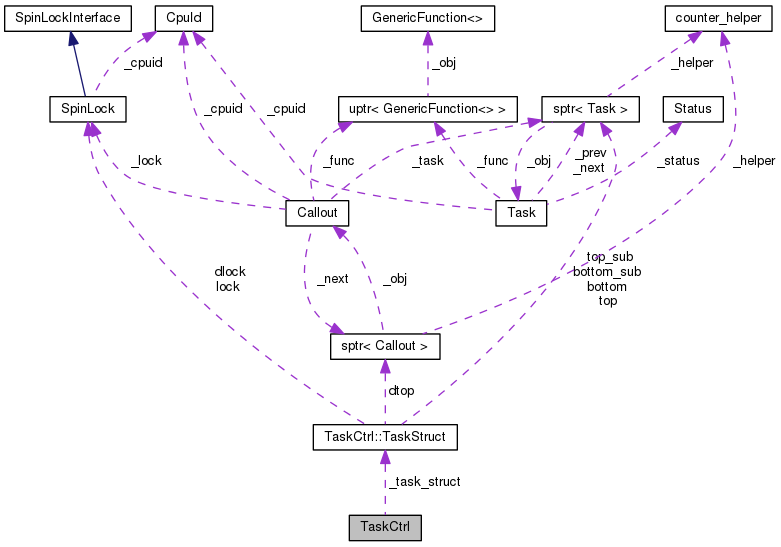 SpinLockInterface
CpuId
GenericFunction<>
counter_helper
_cpuid
_obj
_helper
SpinLock
uptr< GenericFunction<> >
sptr< Task >
Status
_cpuid
_cpuid
_lock
_func
_task
_func
_obj
_prev
_next
_status
_helper
Callout
Task
dlock
lock
_next
_obj
top_sub
bottom_sub
bottom
top
sptr< Callout >
dtop
TaskCtrl::TaskStruct
_task_struct
TaskCtrl